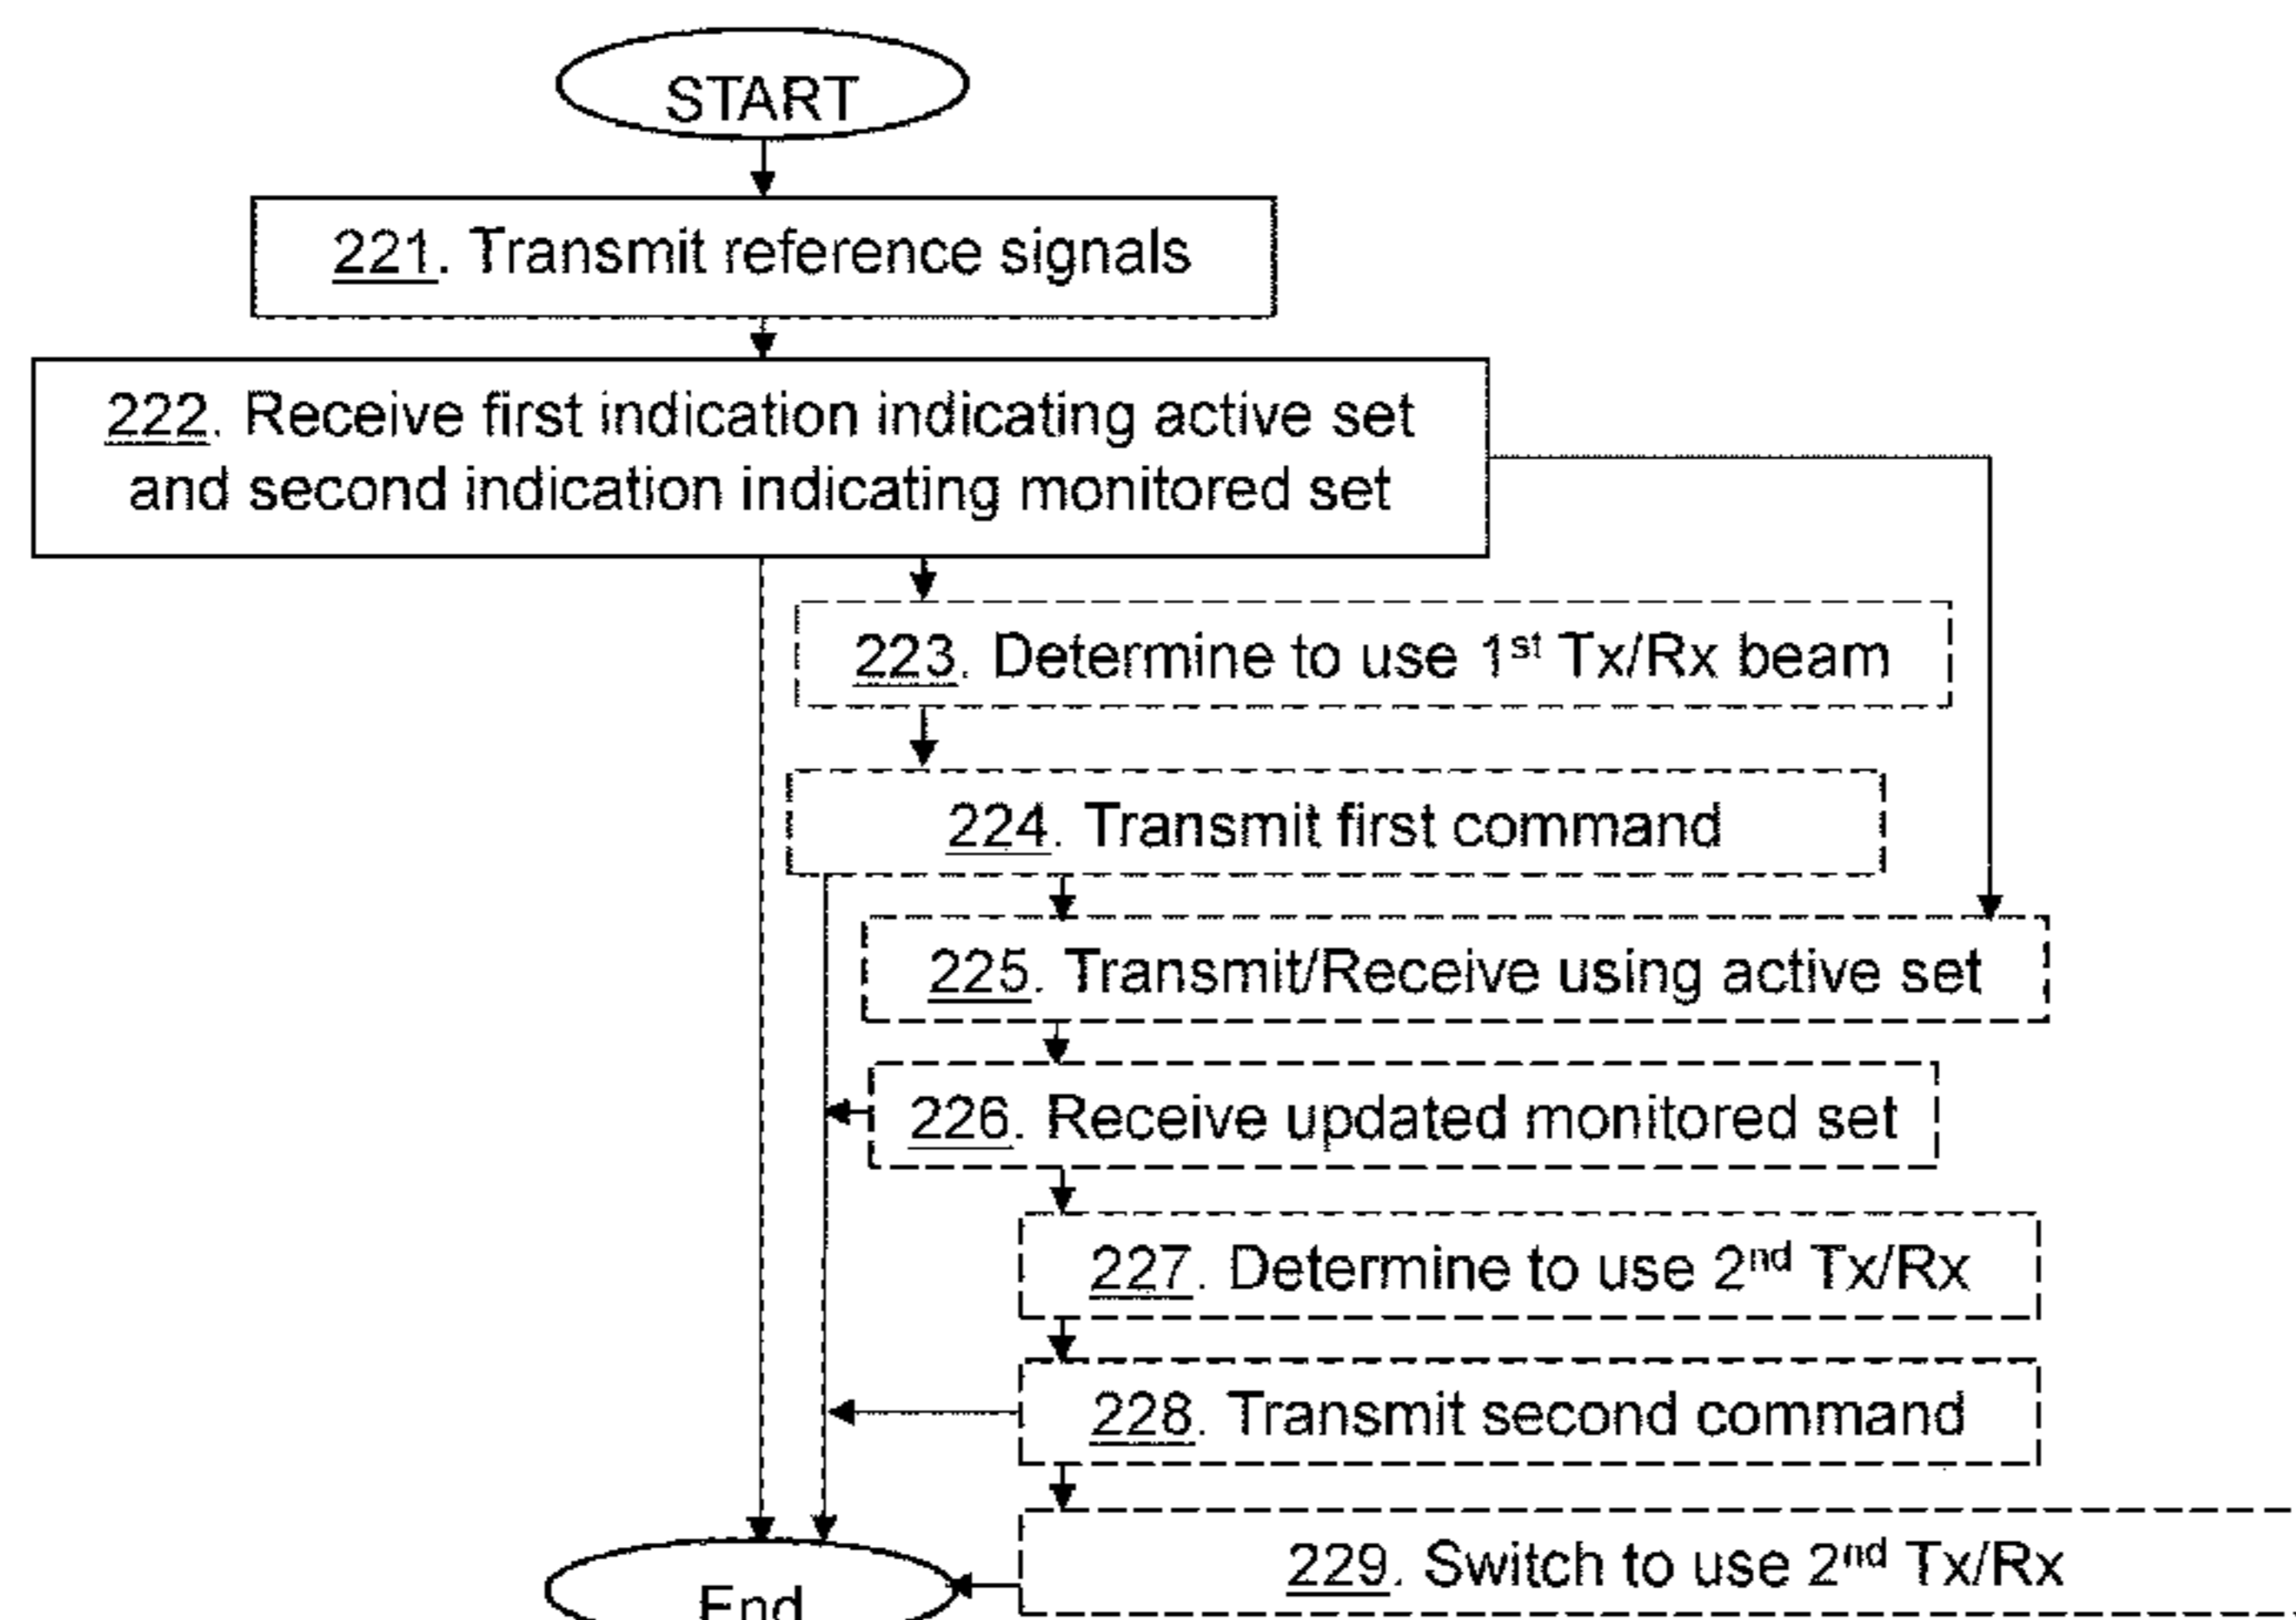 START
221. Transmit reference signals
222. Receive first indication indicating active set
and second indication indicating monitored set
223. Determine to use 1st Tx/Rx beam
224. Transmit first command
225. Transmit/Receive using active set
226. Receive updated monitored set
227. Determine to use 2nd Tx/Rx
228. Transmit second command
229. Switch to use 2nd Tx/Rx
End